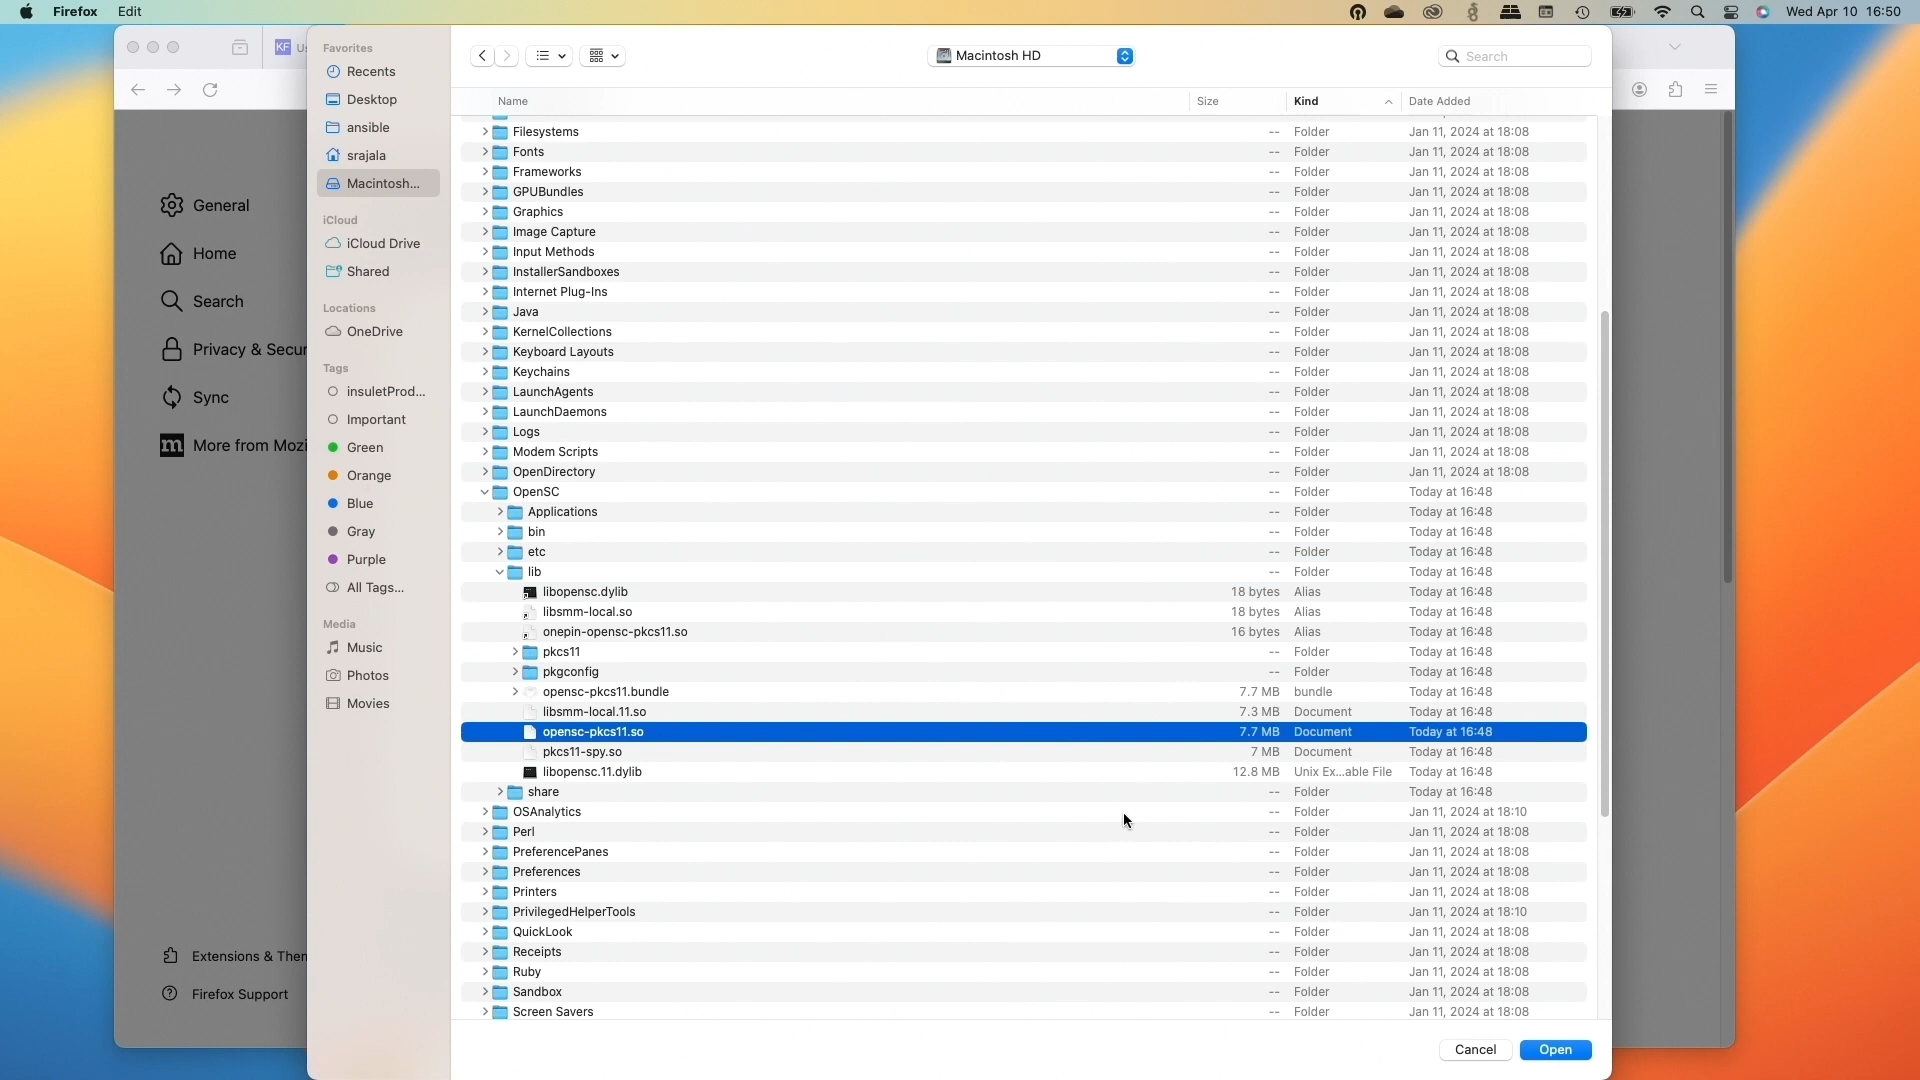 Firefox Edit Wed Apr 10 16:50
KF Us
General
Home
Search
Privacy & Secur
Sync
m More from Mozi
Extensions & Them
Firefox Support
Favorites
Recents
Desktop
ansible
srajala
Macintosh...
iCloud
iCloud Drive
Shared
Locations
OneDrive
Tags
insuletProd...
Important
Green
Orange
Blue
Gray
Purple
All Tags...
Media
Music
Photos
Movies
Macintosh HD
Search
Name Size Kind Date Added
Filesystems -- Folder Jan 11, 2024 at 18:08
Fonts -- Folder Jan 11, 2024 at 18:08
Frameworks -- Folder Jan 11, 2024 at 18:08
GPUBundles -- Folder Jan 11, 2024 at 18:08
Graphics -- Folder Jan 11, 2024 at 18:08
Image Capture -- Folder Jan 11, 2024 at 18:08
Input Methods -- Folder Jan 11, 2024 at 18:08
InstallerSandboxes -- Folder Jan 11, 2024 at 18:08
Internet Plug-Ins -- Folder Jan 11, 2024 at 18:08
Java -- Folder Jan 11, 2024 at 18:08
KernelCollections -- Folder Jan 11, 2024 at 18:08
Keyboard Layouts -- Folder Jan 11, 2024 at 18:08
Keychains -- Folder Jan 11, 2024 at 18:08
LaunchAgents -- Folder Jan 11, 2024 at 18:08
LaunchDaemons -- Folder Jan 11, 2024 at 18:08
Logs -- Folder Jan 11, 2024 at 18:08
Modem Scripts -- Folder Jan 11, 2024 at 18:08
OpenDirectory -- Folder Jan 11, 2024 at 18:08
OpenSC -- Folder Today at 16:48
Applications -- Folder Today at 16:48
bin -- Folder Today at 16:48
etc -- Folder Today at 16:48
lib -- Folder Today at 16:48
libopensc.dylib 18 bytes Alias Today at 16:48
libsmm-local.so 18 bytes Alias Today at 16:48
onepin-opensc-pkcs11.so 16 bytes Alias Today at 16:48
pkcs11 -- Folder Today at 16:48
pkgconfig -- Folder Today at 16:48
opensc-pkcs11.bundle 7.7 MB bundle Today at 16:48
libsmm-local.11.so 7.3 MB Document Today at 16:48
opensc-pkcs11.so 7.7 MB Document Today at 16:48
pkcs11-spy.so 7 MB Document Today at 16:48
libopensc.11.dylib 12.8 MB Unix Ex...able File Today at 16:48
share -- Folder Today at 16:48
OSAnalytics -- Folder Jan 11, 2024 at 18:10
Perl -- Folder Jan 11, 2024 at 18:08
PreferencePanes -- Folder Jan 11, 2024 at 18:08
Preferences -- Folder Jan 11, 2024 at 18:08
Printers -- Folder Jan 11, 2024 at 18:08
PrivilegedHelperTools -- Folder Jan 11, 2024 at 18:10
QuickLook -- Folder Jan 11, 2024 at 18:08
Receipts -- Folder Jan 11, 2024 at 18:08
Ruby -- Folder Jan 11, 2024 at 18:08
Sandbox -- Folder Jan 11, 2024 at 18:08
Screen Savers -- Folder Jan 11, 2024 at 18:08
Cancel Open